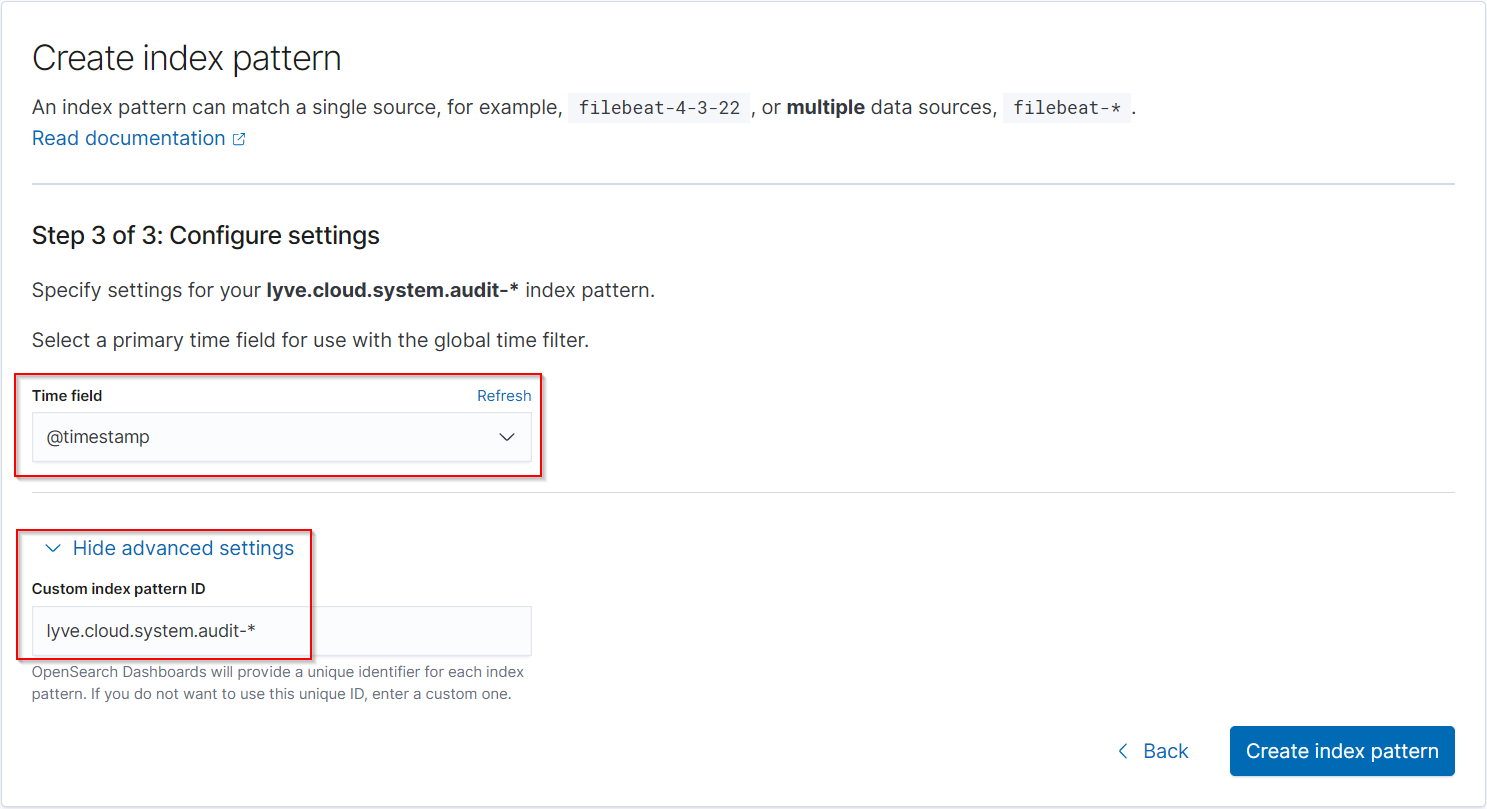 Create index pattern
An index pattern can match a single source, for example, filebeat-4-3-22 , or multiple data sources, filebeat-* .
Read documentation
Step 3 of 3: Configure settings
Specify settings for your lyve.cloud.system.audit-* index pattern.
Select a primary time field for use with the global time filter.
Time field Refresh
@timestamp
Hide advanced settings
Custom index pattern ID
lyve.cloud.system.audit-*
OpenSearch Dashboards will provide a unique identifier for each index
pattern. If you do not want to use this unique ID, enter a custom one.
Back Create index pattern